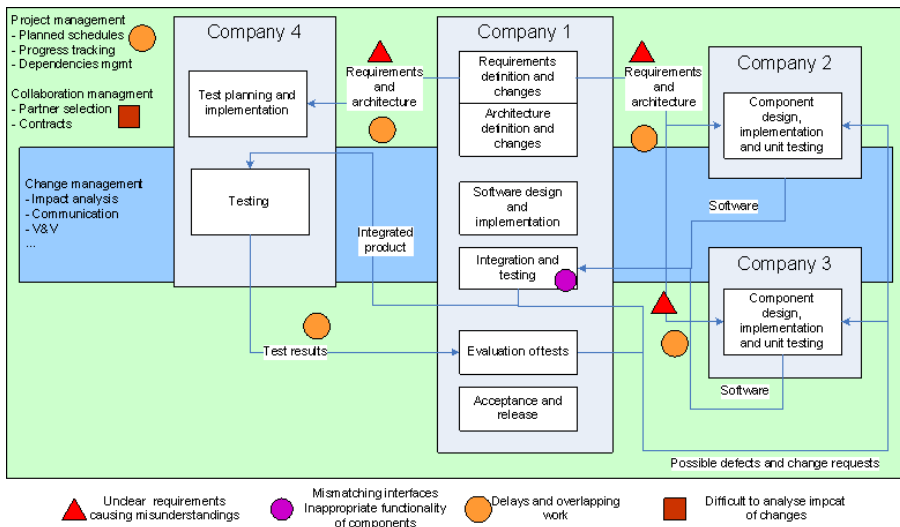 Project management
- Planned schedules
- Progress tracking
- Dependencies mgmt
Collaboration managment
- Partner selection
- Contracts
Change management
- Impact analysis
- Communication
- V&V
...
Company 4
Test planning and
implementation
Testing
Requirements
and
architecture
Integrated
product
Test results
Company 1
Requirements
definition and
changes
Architecture
definition and
changes
Software design
and
implementation
Integration and
testing
Evaluation of tests
Acceptance and
release
Requirements
and
architecture
Company 2
Component
design,
implementation
and unit testing
Software
Company 3
Component
design,
implementation
and unit testing
Software
Possible defects and change requests
Unclear requirements
causing misunderstandings
Mismatching interfaces
Inappropriate functionality
of components
Delays and overlapping
work
Difficult to analyse impcat
of changes